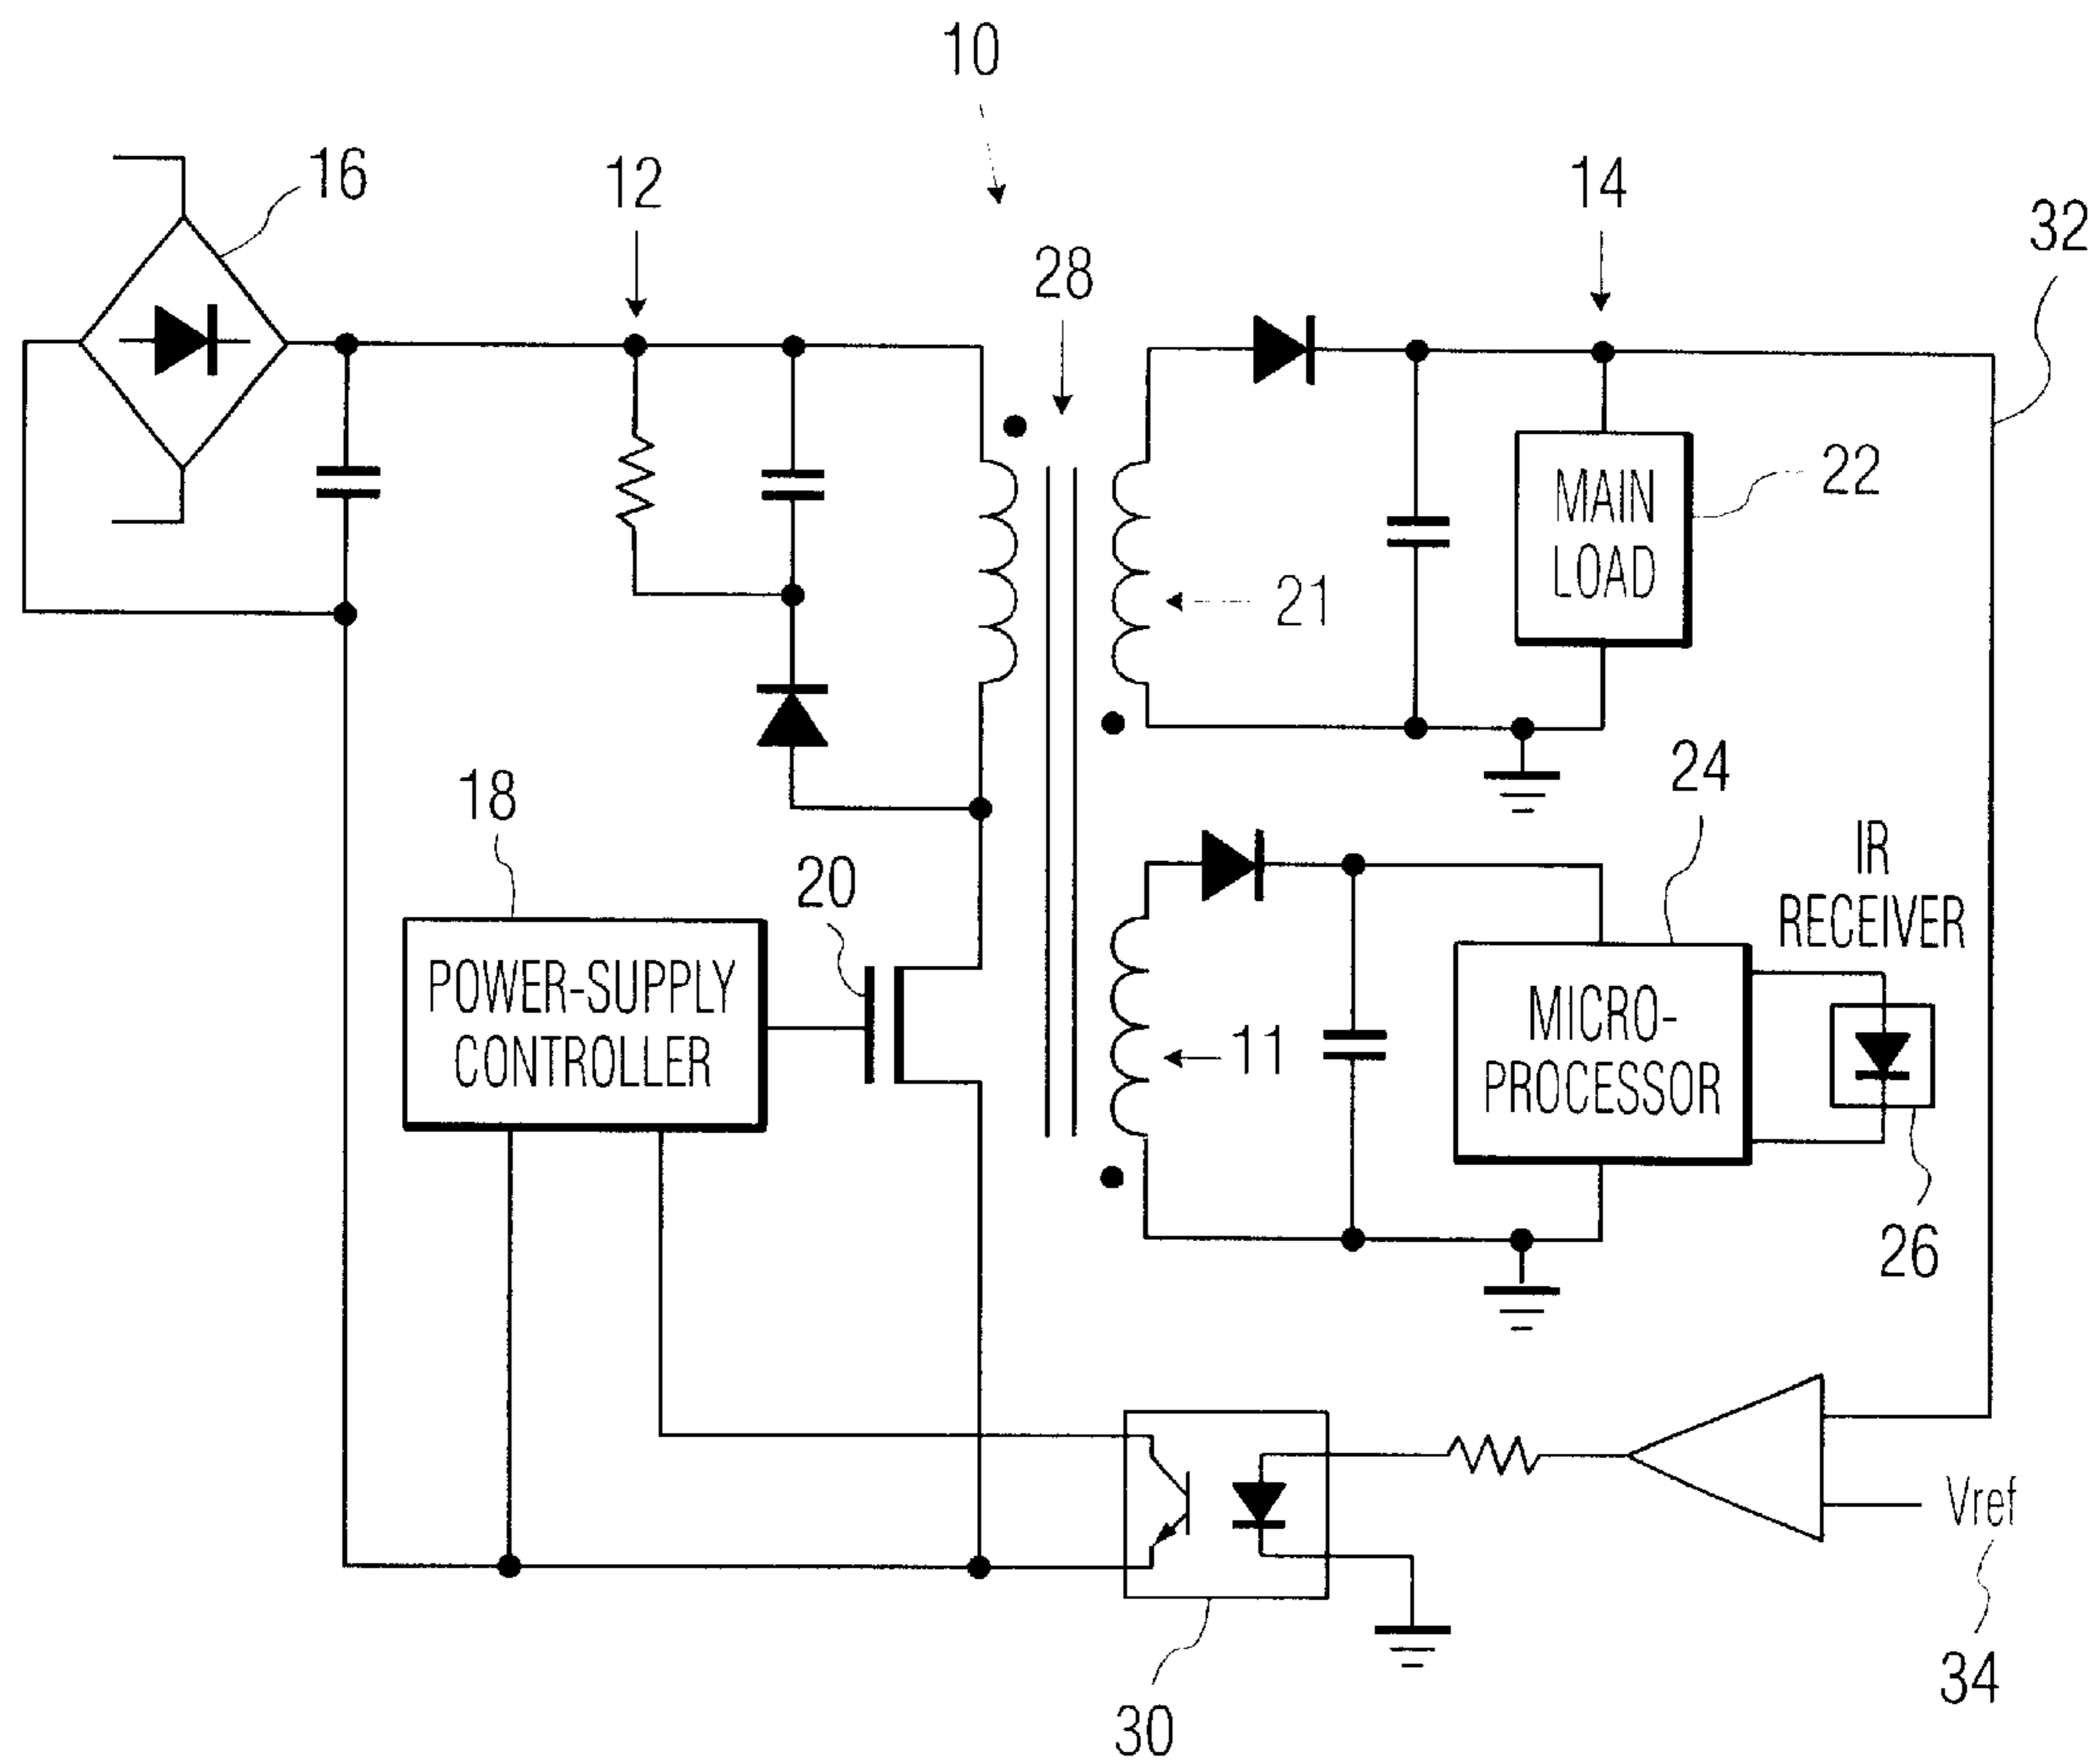 10
16
12
14
32
28
22
MAIN
LOAD
21
18
24
20
IR
RECEIVER
POWER-SUPPLY
CONTROLLER
MICRO-
PROCESSOR
11
26
Vref
34
30